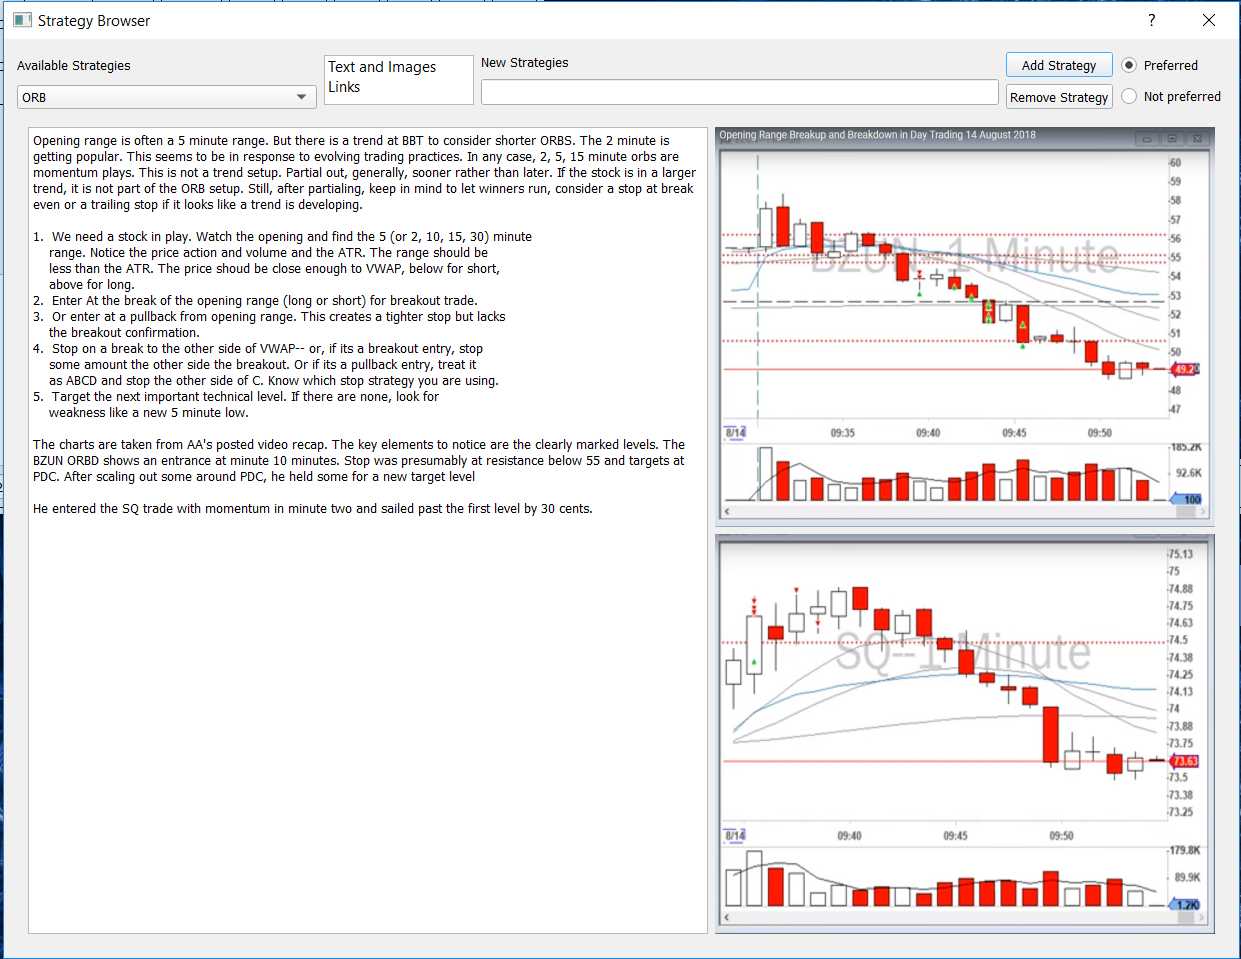 Strategy Browser
?
Available Strategies
Text and Images
Links
New Strategies
Add Strategy
Preferred
ORB
Remove Strategy
Not preferred
Opening range is often a 5 minute range. But there is a trend at BBT to consider shorter ORBS. The 2 minute is
getting popular. This seems to be in response to evolving trading practices. In any case, 2, 5, 15 minute orbs are
momentum plays. This is not a trend setup. Partial out, generally, sooner rather than later. If the stock is in a larger
trend, it is not part of the ORB setup. Still, after partialing, keep in mind to let winners run, consider a stop at break
even or a trailing stop if it looks like a trend is developing.
1. We need a stock in play. Watch the opening and find the 5 (or 2, 10, 15, 30) minute
range. Notice the price action and volume and the ATR. The range should be
less than the ATR. The price shoud be close enough to VWAP, below for short,
above for long.
2. Enter At the break of the opening range (long or short) for breakout trade.
3. Or enter at a pullback from opening range. This creates a tighter stop but lacks
the breakout confirmation.
4. Stop on a break to the other side of VWAP-- or, if its a breakout entry, stop
some amount the other side the breakout. Or if its a pullback entry, treat it
as ABCD and stop the other side of C. Know which stop strategy you are using.
5. Target the next important technical level. If there are none, look for
weakness like a new 5 minute low.
The charts are taken from AA's posted video recap. The key elements to notice are the clearly marked levels. The
BZUN ORBD shows an entrance at minute 10 minutes. Stop was presumably at resistance below 55 and targets at
PDC. After scaling out some around PDC, he held some for a new target level
He entered the SQ trade with momentum in minute two and sailed past the first level by 30 cents.
Opening Range Breakup and Breakdown in Day Trading 14 August 2018
BZUN--1 Minute
60
59
58
57
56
55
54
53
52
51
50
49.20
48
47
8/14
09:35
09:40
09:45
09:50
185.2K
92.6K
100
SQ--1 Minute
75.13
75
74.88
74.75
74.63
74.5
74.38
74.25
74.13
74
73.88
73.75
73.63
73.5
73.38
73.25
8/14
09:40
09:45
09:50
179.8K
89.9K
1.2K